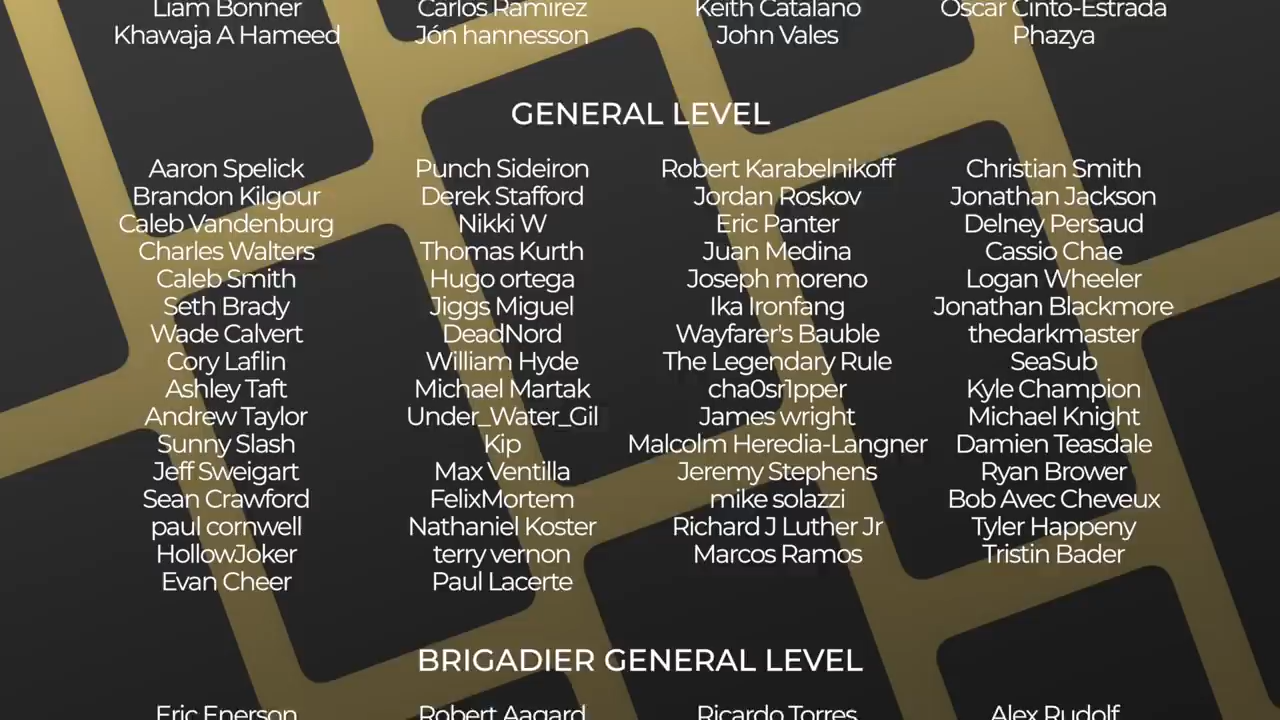 Liam Bonner Carlos Ramirez Keith Catalano Oscar Cinto-Estrada
Khawaja A Hameed Jón hannesson John Vales Phazya
GENERAL LEVEL
Aaron Spelick Punch Sideiron Robert Karabelnikoff Christian Smith
Brandon Kilgour Derek Stafford Jordan Roskov Jonathan Jackson
Caleb Vandenburg Nikki W Eric Panter Delney Persaud
Charles Walters Thomas Kurth Juan Medina Cassio Chae
Caleb Smith Hugo ortega Joseph moreno Logan Wheeler
Seth Brady Jiggs Miguel Ika Ironfang Jonathan Blackmore
Wade Calvert DeadNord Wayfarer's Bauble thedarkmaster
Cory Laflin William Hyde The Legendary Rule SeaSub
Ashley Taft Michael Martak cha0sr1pper Kyle Champion
Andrew Taylor Under_Water_Gil James wright Michael Knight
Sunny Slash Kip Malcolm Heredia-Langner Damien Teasdale
Jeff Sweigart Max Ventilla Jeremy Stephens Ryan Brower
Sean Crawford FelixMortem mike solazzi Bob Avec Cheveux
paul cornwell Nathaniel Koster Richard J Luther Jr Tyler Happeny
HollowJoker terry vernon Marcos Ramos Tristin Bader
Evan Cheer Paul Lacerte
BRIGADIER GENERAL LEVEL
Eric Enerson Robert Aagard Ricardo Torres Alex Rudolf